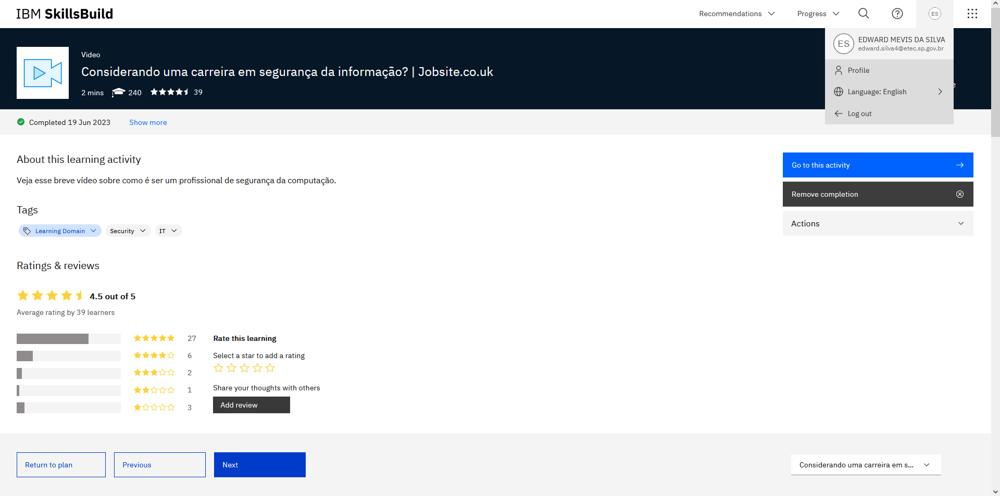 IBM SkillsBuild
Recommendations
Progress
ES
ES
EDWARD MEVIS DA SILVA
edward.silva4@etec.sp.gov.br
Profile
Language: English
Log out
Video
Considerando uma carreira em segurança da informação? | Jobsite.co.uk
2 mins
240
39
e
Completed 19 Jun 2023
Show more
About this learning activity
Veja esse breve vídeo sobre como é ser um profissional de segurança da computação.
Go to this activity
Remove completion
Actions
Tags
Learning Domain
Security
IT
Ratings & reviews
4.5 out of 5
Average rating by 39 learners
27
6
2
1
3
Rate this learning
Select a star to add a rating
Share your thoughts with others
Add review
Return to plan
Previous
Next
Considerando uma carreira em s...